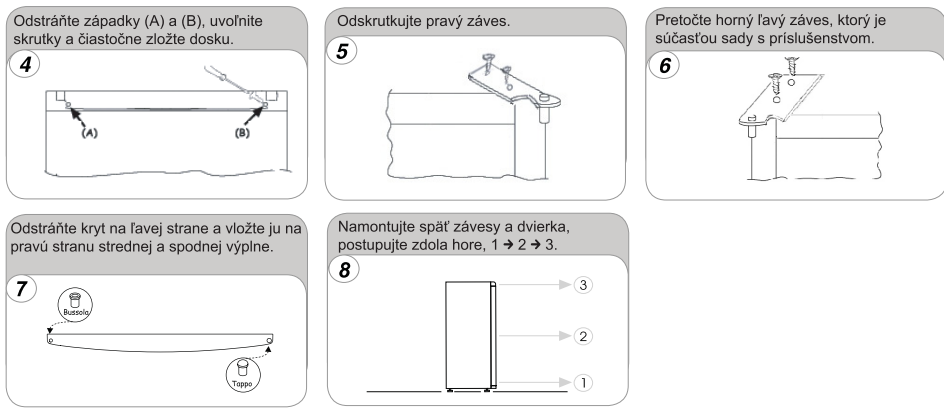 Odstráňte západky (A) a (B), uvoľnite
skrutky a čiastočne zložte dosku.
4
(A)
(B)
Odskrutkujte pravý záves.
5
Pretočte horný ľavý záves, ktorý je
súčasťou sady s príslušenstvom.
6
Odstráňte kryt na ľavej strane a vložte ju na
pravú stranu strednej a spodnej výplne.
7
Bussola
Tappo
Namontujte späť závesy a dvierka,
postupujte zdola hore, 1 → 2 → 3.
8
3
2
1